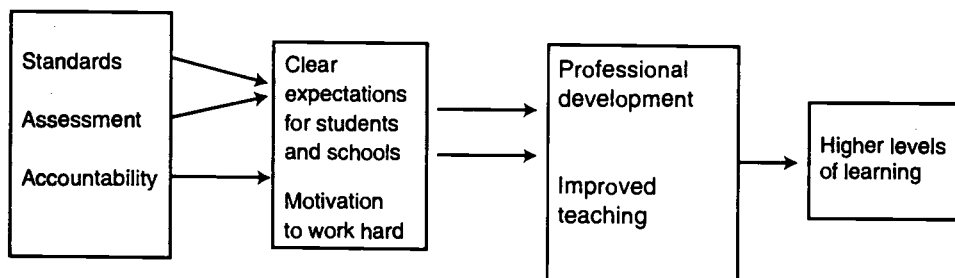 Standards
Assessment
Accountability
Clear
expectations
for students
and schools
Motivation
to work hard
Professional
development
Improved
teaching
Higher levels
of learning